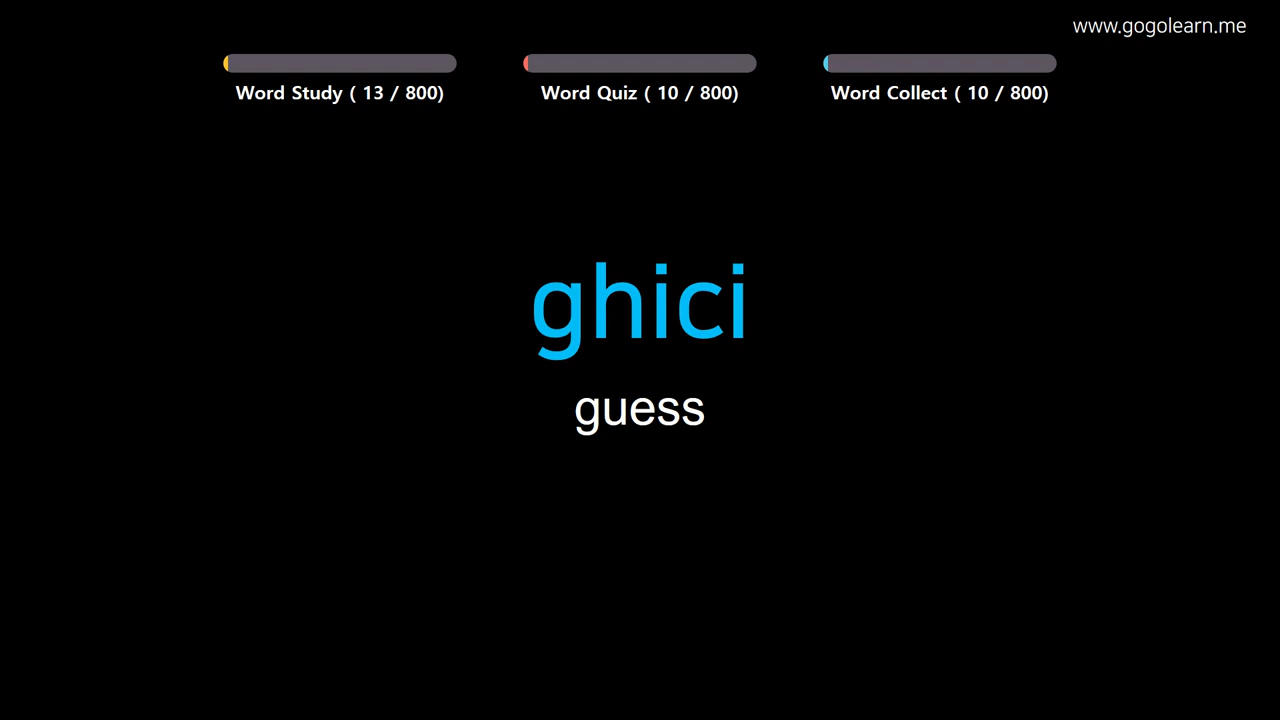 www.gogolearn.me
Word Study ( 13 / 800)
Word Quiz ( 10 / 800)
Word Collect ( 10 / 800)
ghici
guess